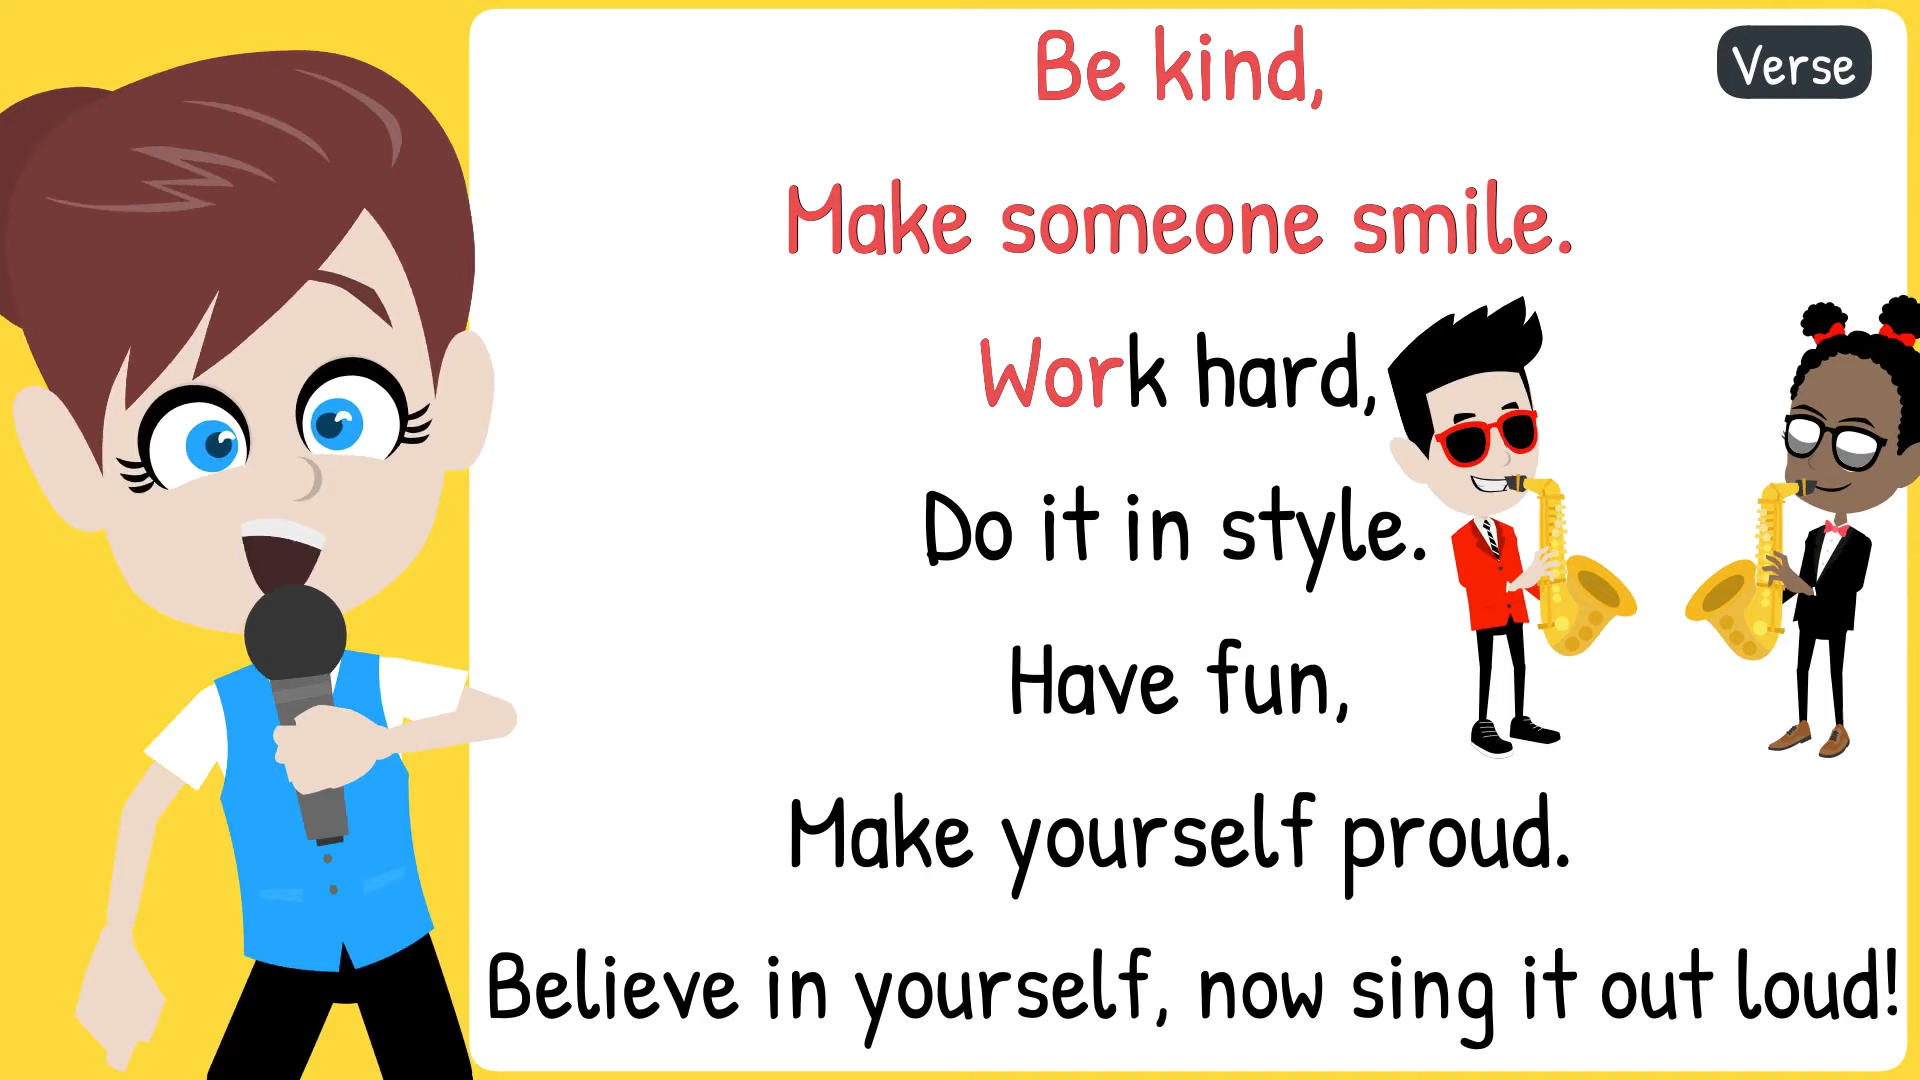 Be kind,
Verse
Make someone smile.
Work hard,
Do it in style.
Have fun,
Make yourself proud.
Believe in yourself, now sing it out loud!